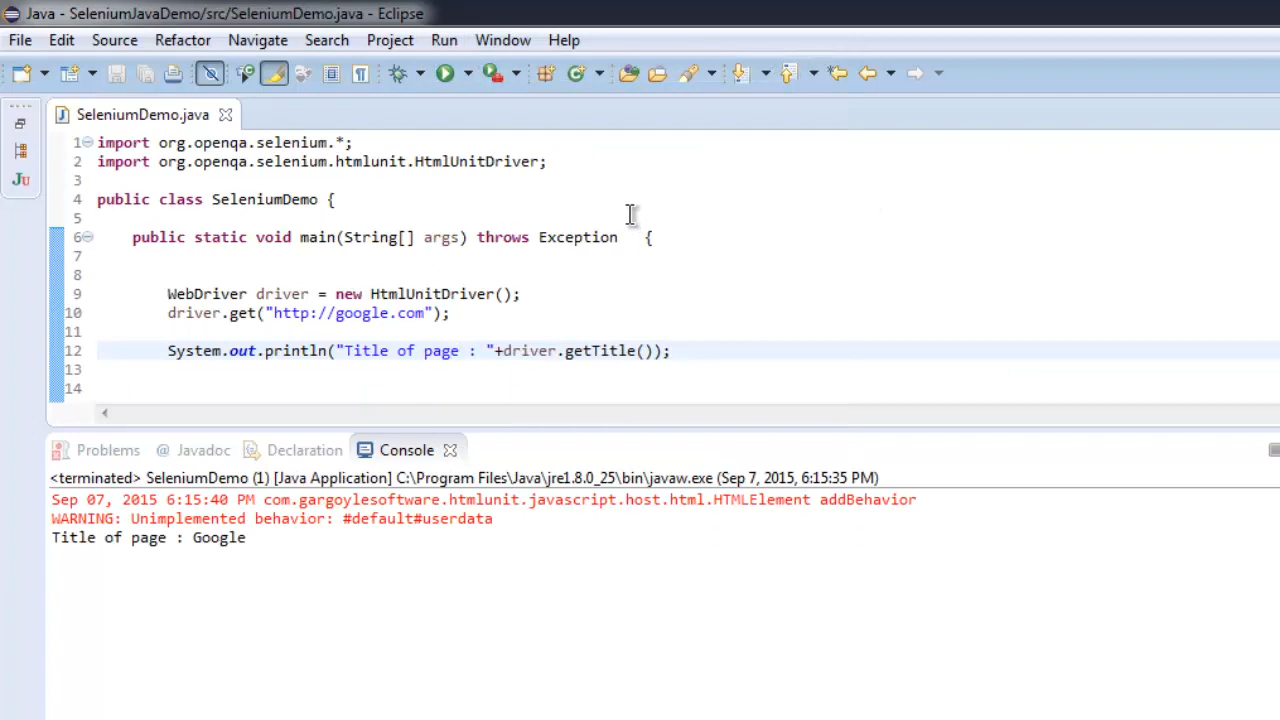 Java - SeleniumJavaDemo/src/SeleniumDemo.java - Eclipse
File Edit Source Refactor Navigate Search Project Run Window Help
SeleniumDemo.java
1 import org.openqa.selenium.*;
2 import org.openqa.selenium.htmlunit.HtmlUnitDriver;
3
4 public class SeleniumDemo {
5
6 public static void main(String[] args) throws Exception {
7
8
9 WebDriver driver = new HtmlUnitDriver();
10 driver.get("http://google.com");
11
12 System.out.println("Title of page : "+driver.getTitle());
13
14
Problems @ Javadoc Declaration Console
<terminated> SeleniumDemo (1) [Java Application] C:\Program Files\Java\jre1.8.0_25\bin\javaw.exe (Sep 7, 2015, 6:15:35 PM)
Sep 07, 2015 6:15:40 PM com.gargoylesoftware.htmlunit.javascript.host.html.HTMLElement addBehavior
WARNING: Unimplemented behavior: #default#userdata
Title of page : Google